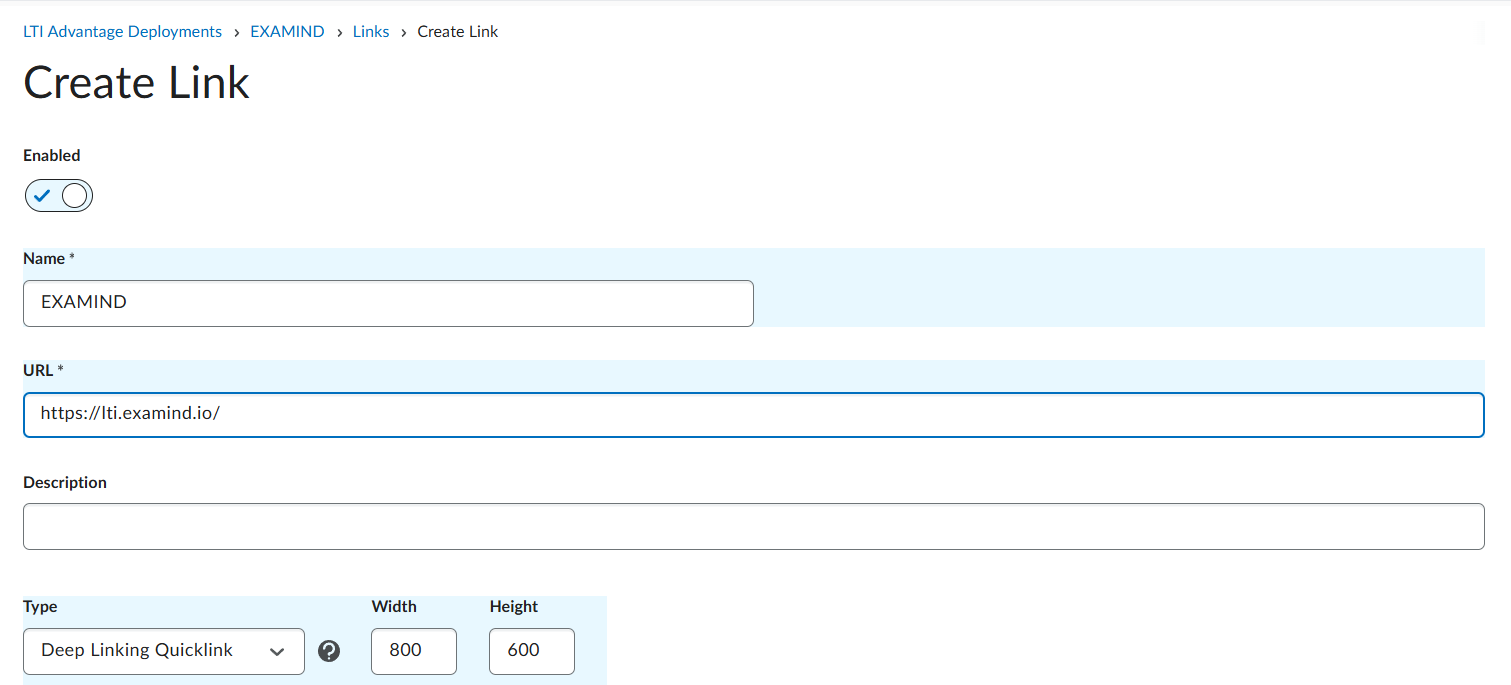 LTI Advantage Deployments › EXAMIND › Links › Create Link
Create Link
Enabled
Name *
EXAMIND
URL *
https://lti.examind.io/
Description
Type Width Height
Deep Linking Quicklink ? 800 600